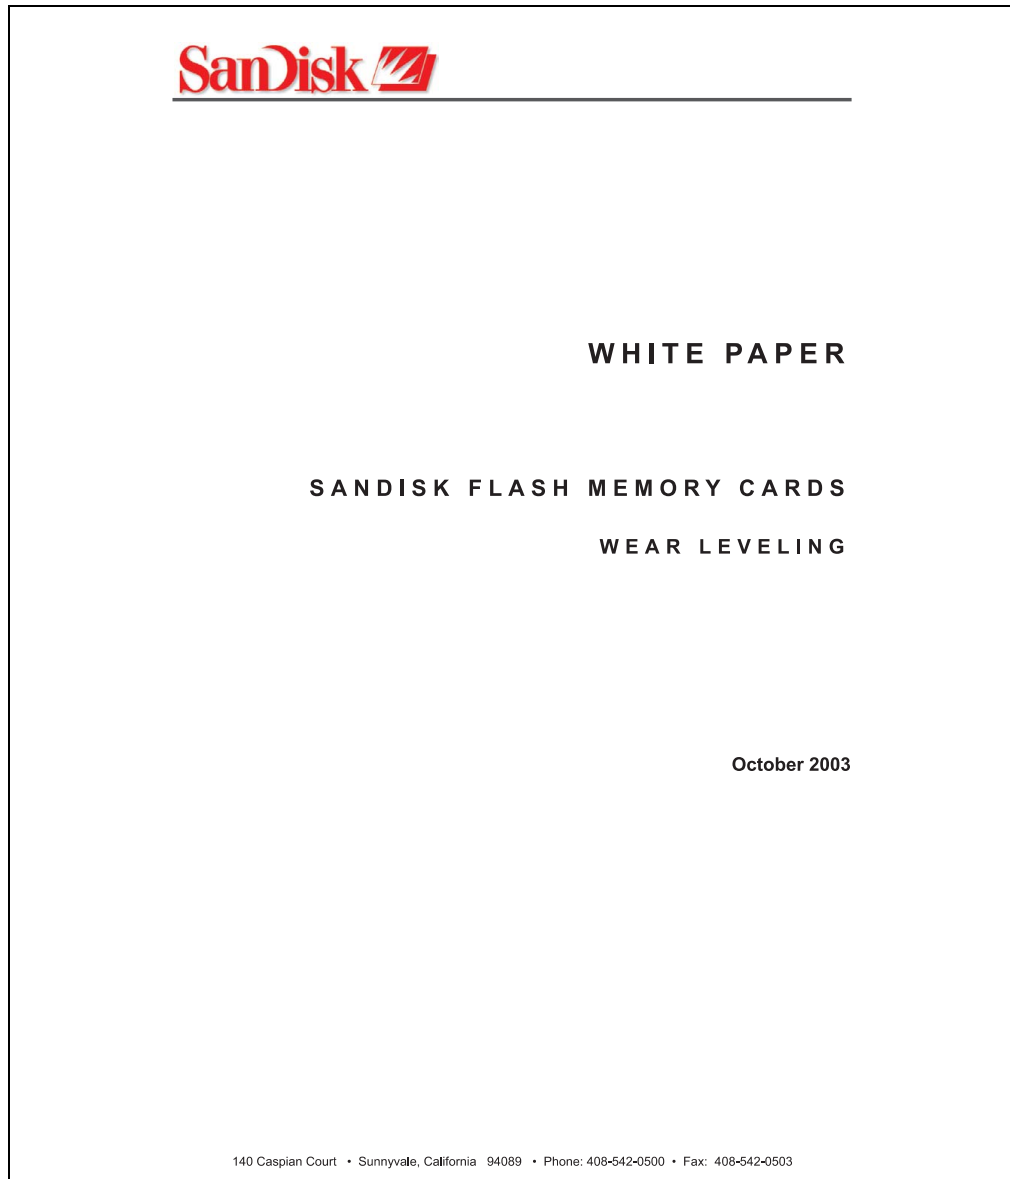 SanDisk
WHITE PAPER
SANDISK FLASH MEMORY CARDS
WEAR LEVELING
October 2003
140 Caspian Court • Sunnyvale, California 94089 • Phone: 408-542-0500 • Fax: 408-542-0503